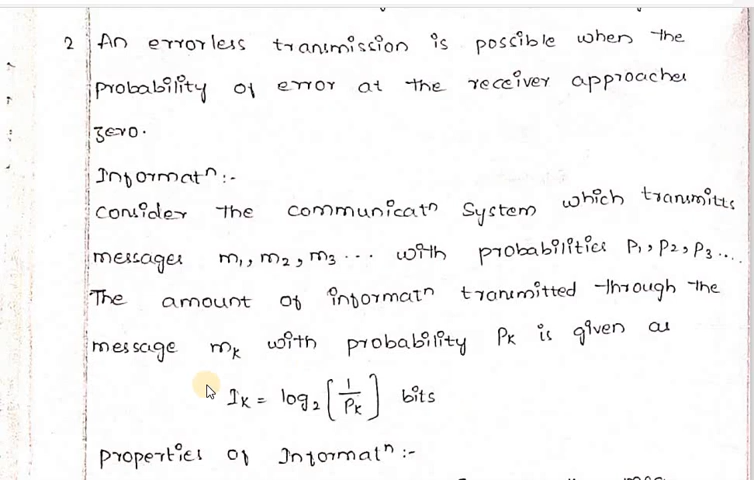 2 An errorless transmission is possible when the
probability of error at the receiver approaches
zero.
Informatⁿ :-
Consider the communicatⁿ System which transmitts
messages m₁, m₂, m₃ ... with probabilities P₁, P₂, P₃ ....
The amount of informatⁿ transmitted through the
message mₖ with probability Pₖ is given as
Iₖ = log₂ [1/Pₖ] bits
properties of Informatⁿ :-